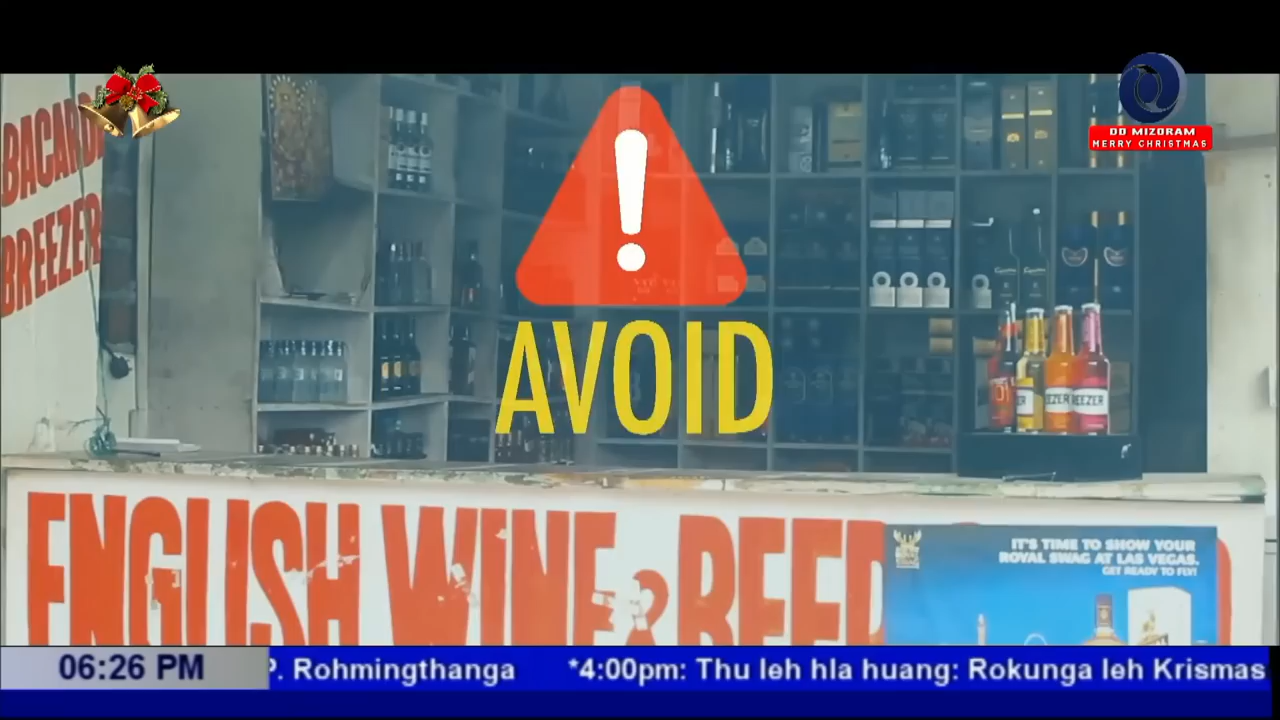 BACARDI
BREEZER
DD MIZORAM
MERRY CHRISTMAS
AVOID
BREEZER
ENGLISH WINE & BEER
IT'S TIME TO SHOW YOUR
ROYAL SWAG AT LAS VEGAS.
GET READY TO FLY!
06:26 PM
P. Rohmingthanga *4:00pm: Thu leh hla huang: Rokunga leh Krismas